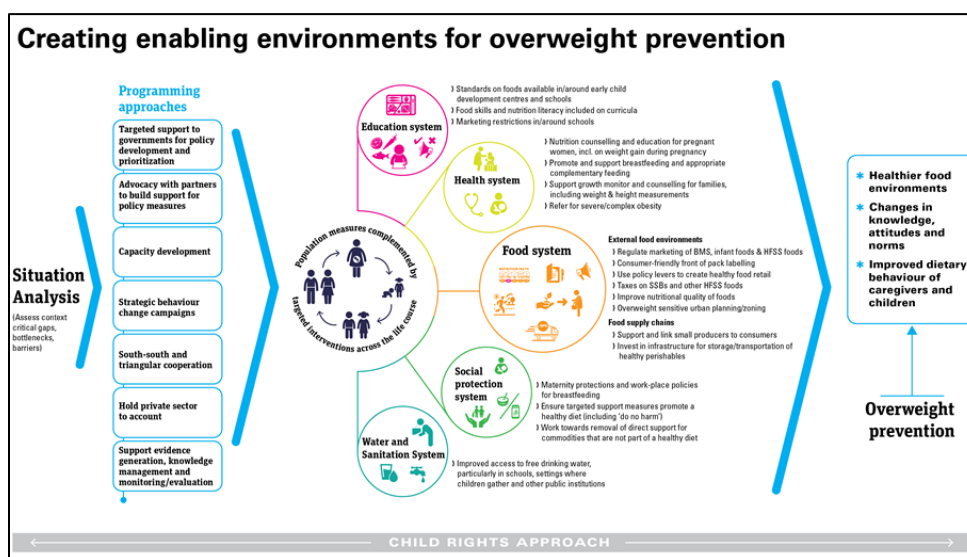 Creating enabling environments for overweight prevention
Situation
Analysis
(Assess context
critical gaps,
bottlenecks,
barriers)
Programming
approaches
Targeted support to
governments for policy
development and
prioritization
Advocacy with partners
to build support for
policy measures
Capacity development
Strategic behaviour
change campaigns
South-south and
triangular cooperation
Hold private sector
to account
Support evidence
generation, knowledge
management and
monitoring/evaluation
Population measures complemented by
targeted interventions across the life course
Education system
❯ Standards on foods available in/around early child
development centres and schools
❯ Food skills and nutrition literacy included on curricula
❯ Marketing restrictions in/around schools
Health system
❯ Nutrition counselling and education for pregnant
women, incl. on weight gain during pregnancy
❯ Promote and support breastfeeding and appropriate
complementary feeding
❯ Support growth monitor and counselling for families,
including weight & height measurements
❯ Refer for severe/complex obesity
Food system
External food environments
❯ Regulate marketing of BMS, infant foods & HFSS foods
❯ Consumer-friendly front of pack labelling
❯ Use policy levers to create healthy food retail
❯ Taxes on SSBs and other HFSS foods
❯ Improve nutritional quality of foods
❯ Overweight sensitive urban planning/zoning
Food supply chains
❯ Support and link small producers to consumers
❯ Invest in infrastructure for storage/transportation of
healthy perishables
Social
protection
system
❯ Maternity protections and work-place policies
for breastfeeding
❯ Ensure targeted support measures promote a
healthy diet (including ‘do no harm’)
❯ Work towards removal of direct support for
commodities that are not part of a healthy diet
Water and
Sanitation System
❯ Improved access to free drinking water,
particularly in schools, settings where
children gather and other public institutions
* Healthier food
environments
* Changes in
knowledge,
attitudes and
norms
* Improved dietary
behaviour of
caregivers and
children
Overweight
prevention
CHILD RIGHTS APPROACH